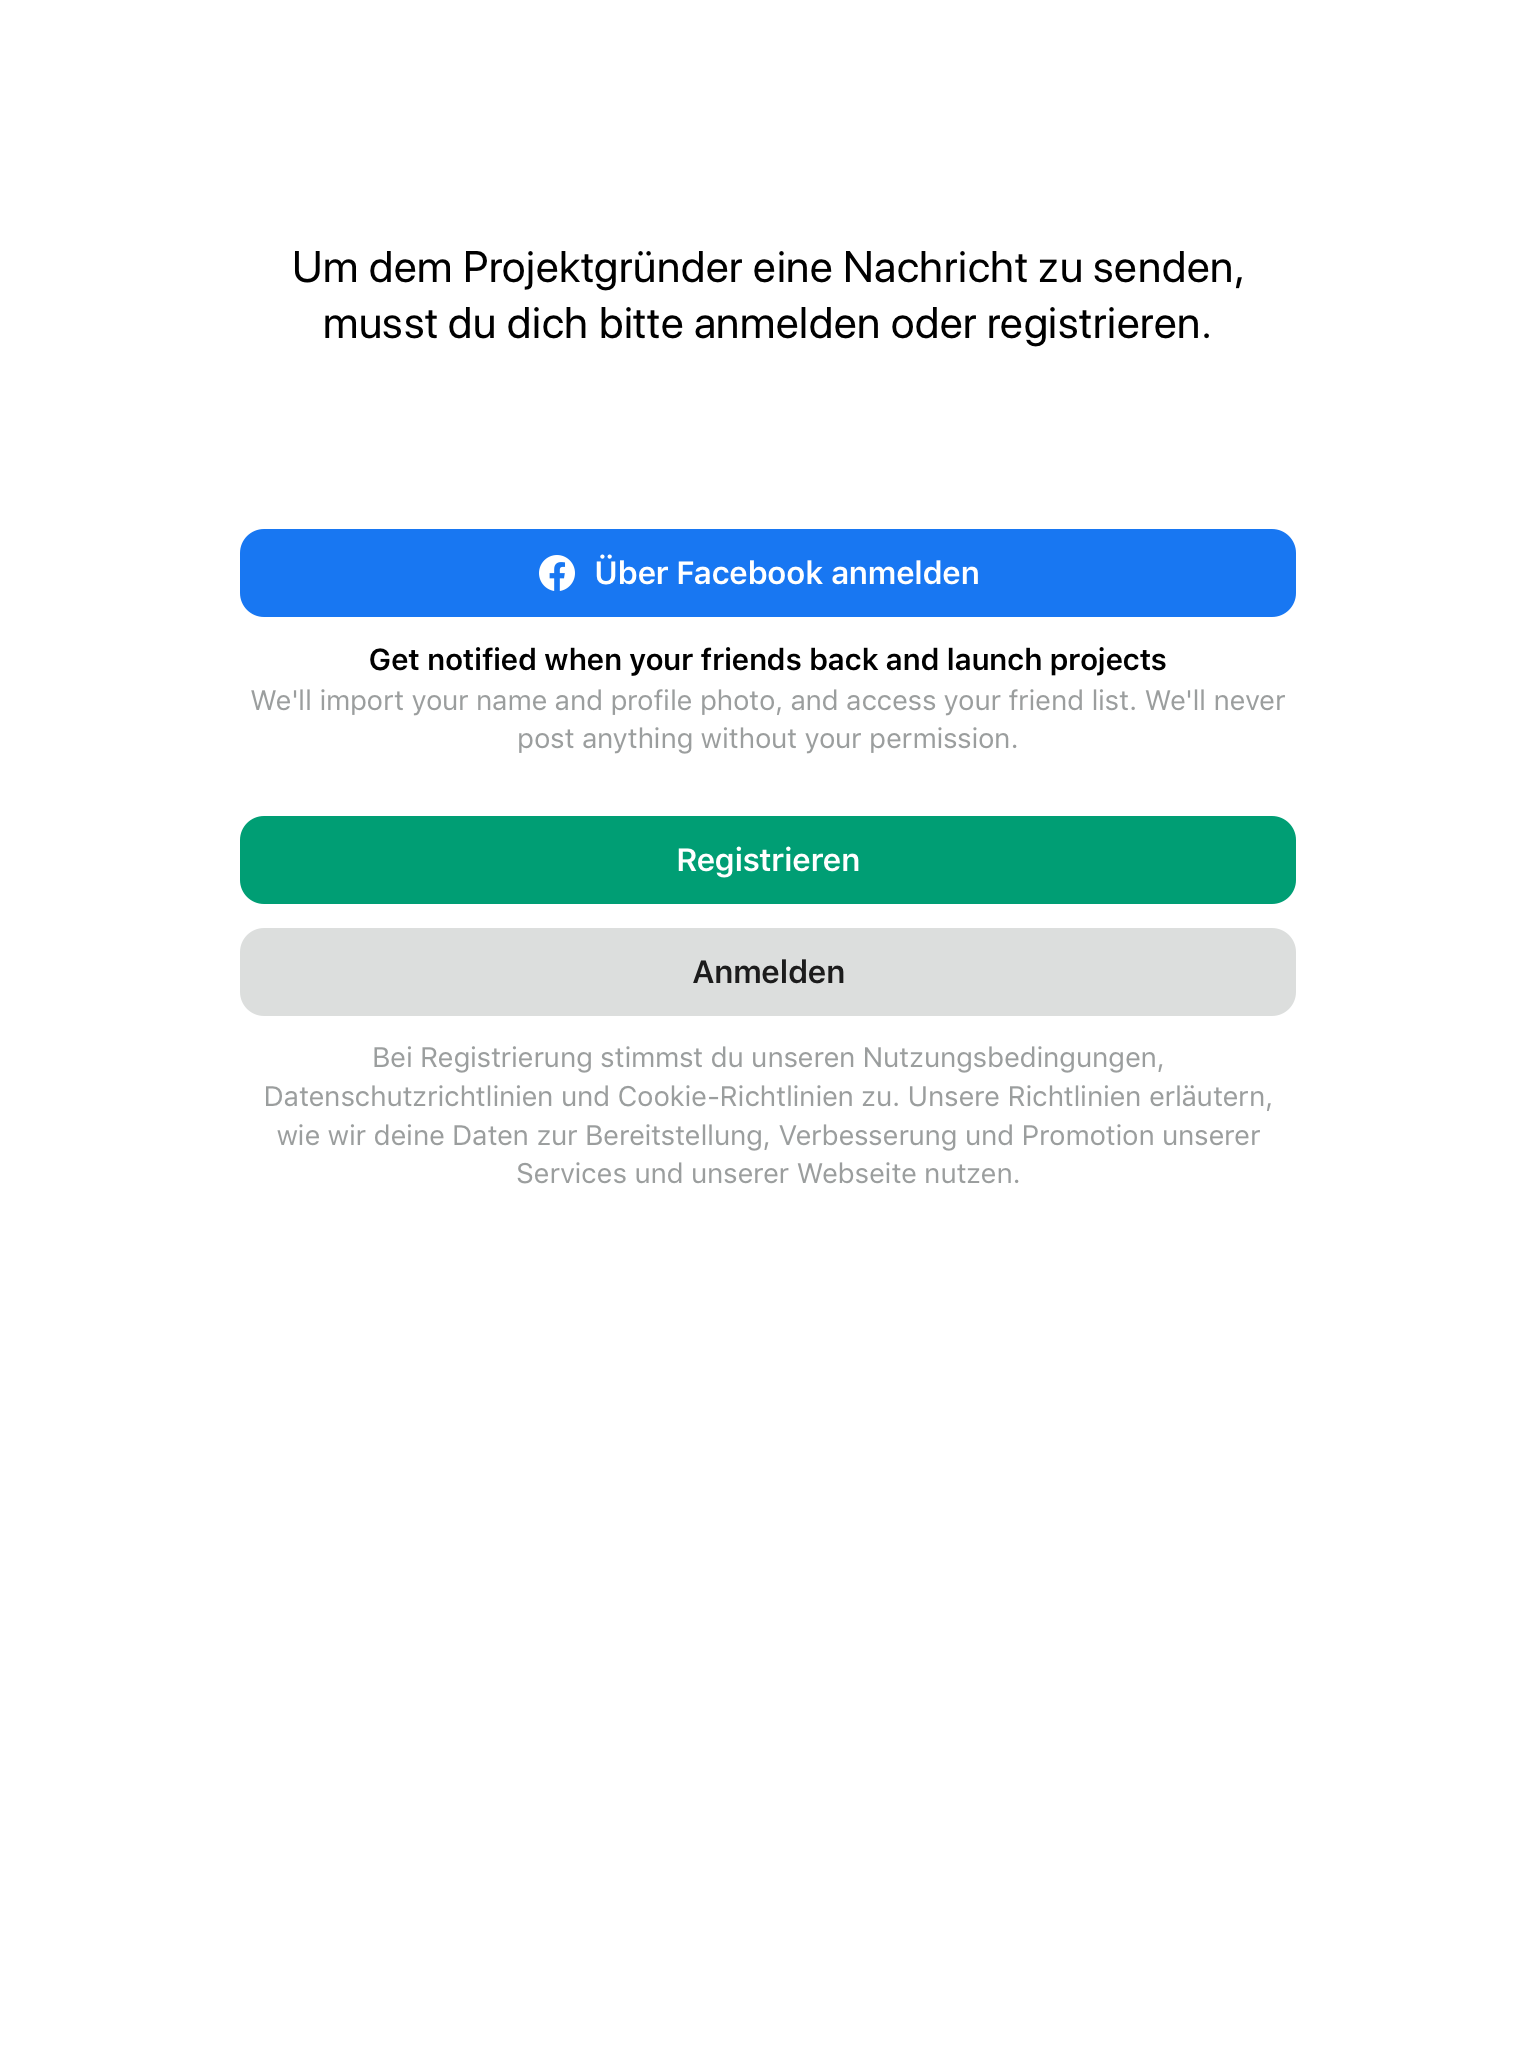 Um dem Projektgründer eine Nachricht zu senden,
musst du dich bitte anmelden oder registrieren.
Über Facebook anmelden
Get notified when your friends back and launch projects
We'll import your name and profile photo, and access your friend list. We'll never
post anything without your permission.
Registrieren
Anmelden
Bei Registrierung stimmst du unseren Nutzungsbedingungen,
Datenschutzrichtlinien und Cookie-Richtlinien zu. Unsere Richtlinien erläutern,
wie wir deine Daten zur Bereitstellung, Verbesserung und Promotion unserer
Services und unserer Webseite nutzen.